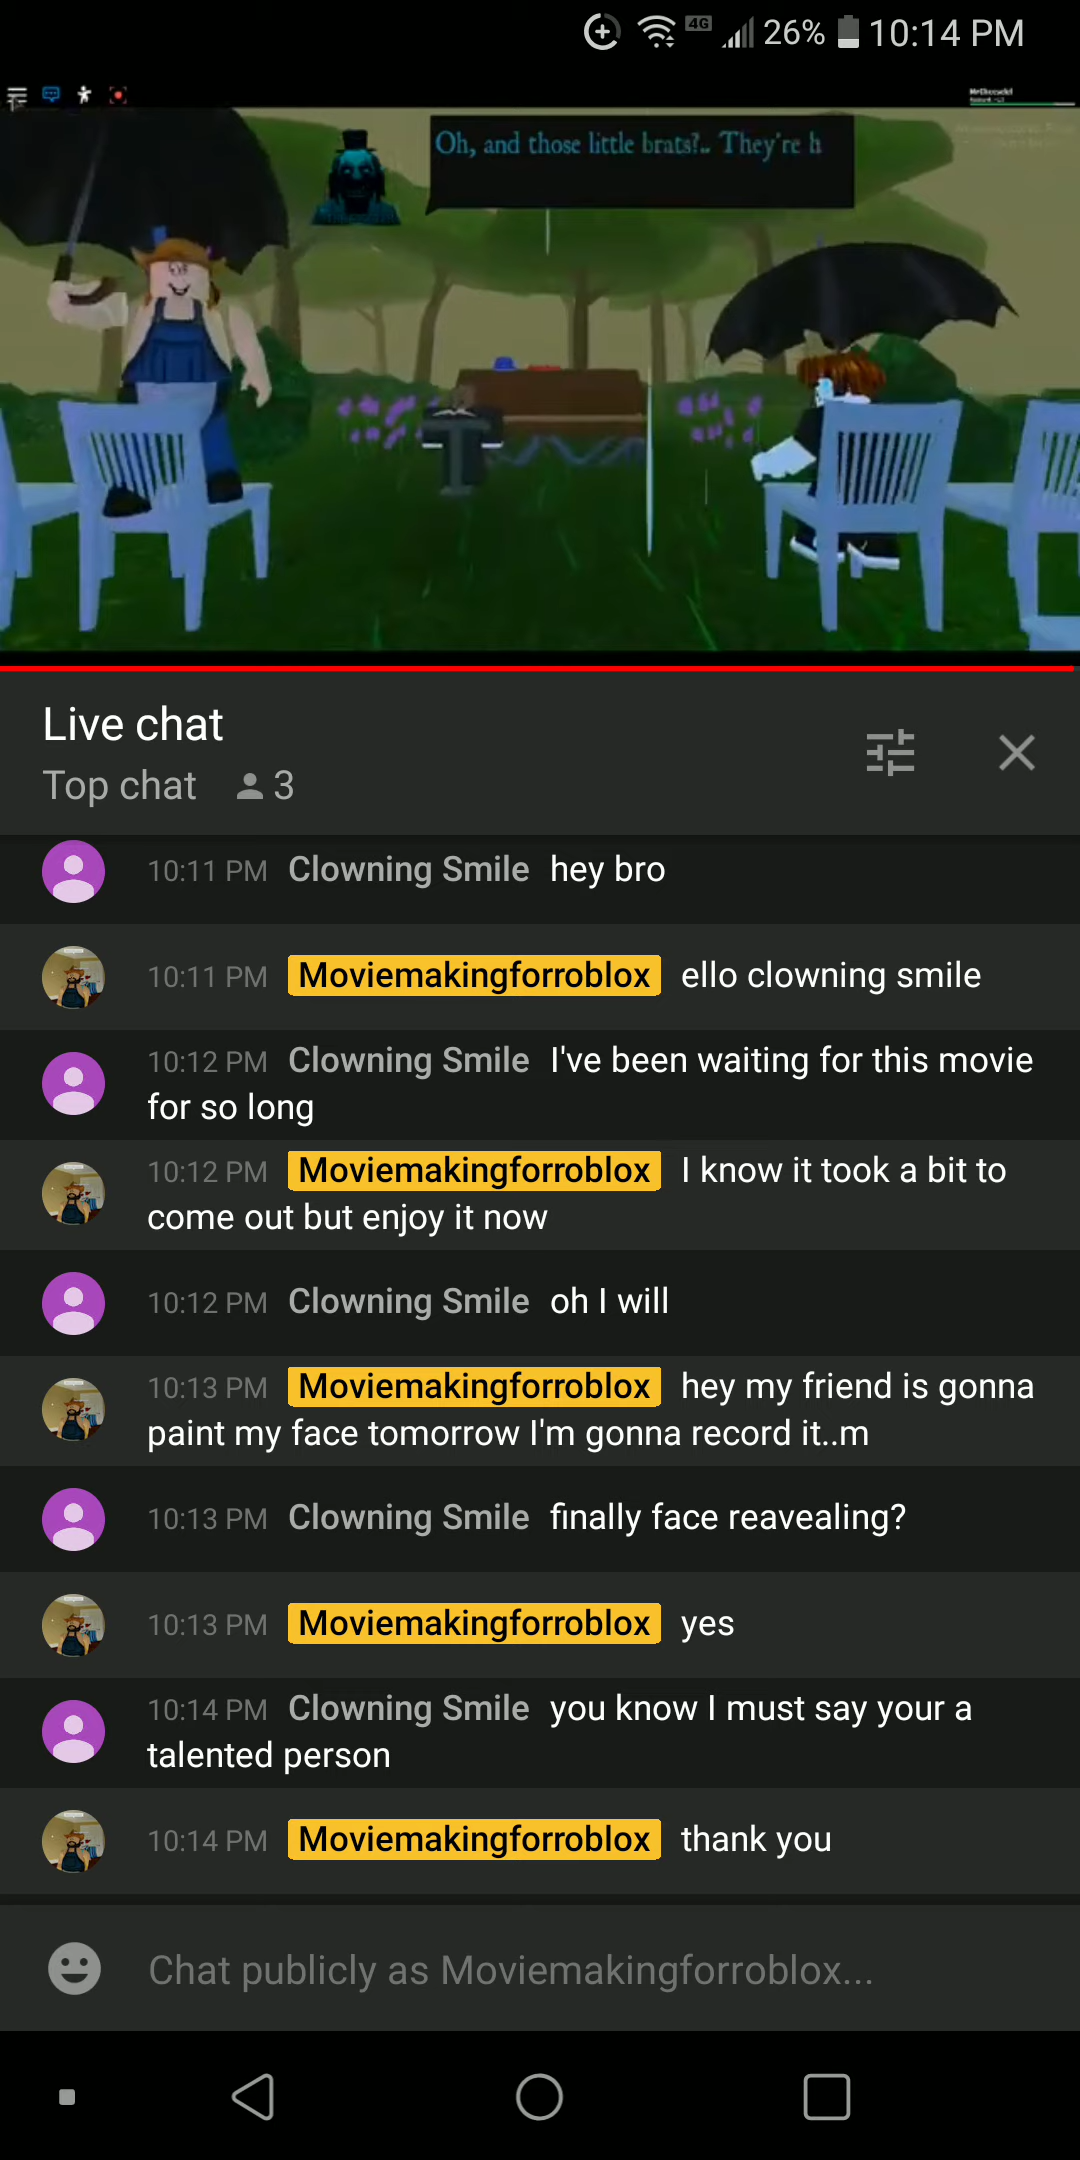 4G 26% 10:14 PM
Oh, and those little brats?.. They're h
Live chat
Top chat 3
10:11 PM Clowning Smile hey bro
10:11 PM Moviemakingforroblox ello clowning smile
10:12 PM Clowning Smile I've been waiting for this movie
for so long
10:12 PM Moviemakingforroblox I know it took a bit to
come out but enjoy it now
10:12 PM Clowning Smile oh I will
10:13 PM Moviemakingforroblox hey my friend is gonna
paint my face tomorrow I'm gonna record it..m
10:13 PM Clowning Smile finally face reavealing?
10:13 PM Moviemakingforroblox yes
10:14 PM Clowning Smile you know I must say your a
talented person
10:14 PM Moviemakingforroblox thank you
Chat publicly as Moviemakingforroblox...